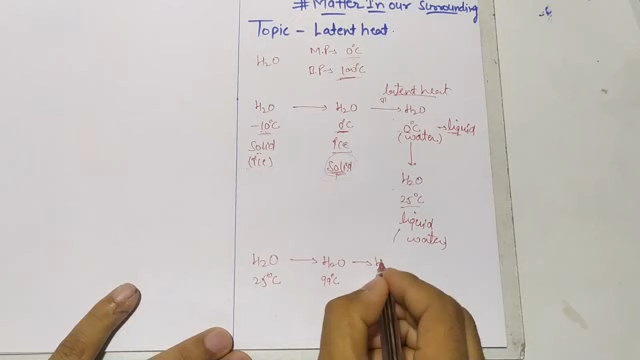 # Matter In our Surrounding
Topic - Latent heat.
H₂O M.P→ 0°C
B.P→ 100°C
latent heat
H₂O → H₂O → H₂O
-10°C 0°C 0°C → liquid
Solid Ice (water)
(Ice) Solid
H₂O
25°C
liquid
(water)
H₂O → H₂O → H
25°C 99°C